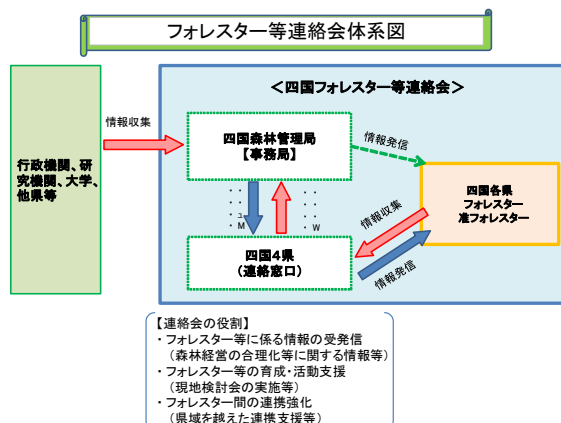 フォレスター等連絡会体系図
＜四国フォレスター等連絡会＞
行政機関、研
究機関、大学、
他県等
情報収集
四国森林管理局
【事務局】
情報発信
四国各県
フォレスター
准フォレスター
情報収集
情報発信
四国４県
（連絡窓口）
【連絡会の役割】
・フォレスター等に係る情報の受発信
（森林経営の合理化等に関する情報等）
・フォレスター等の育成・活動支援
（現地検討会の実施等）
・フォレスター間の連携強化
（県域を越えた連携支援等）